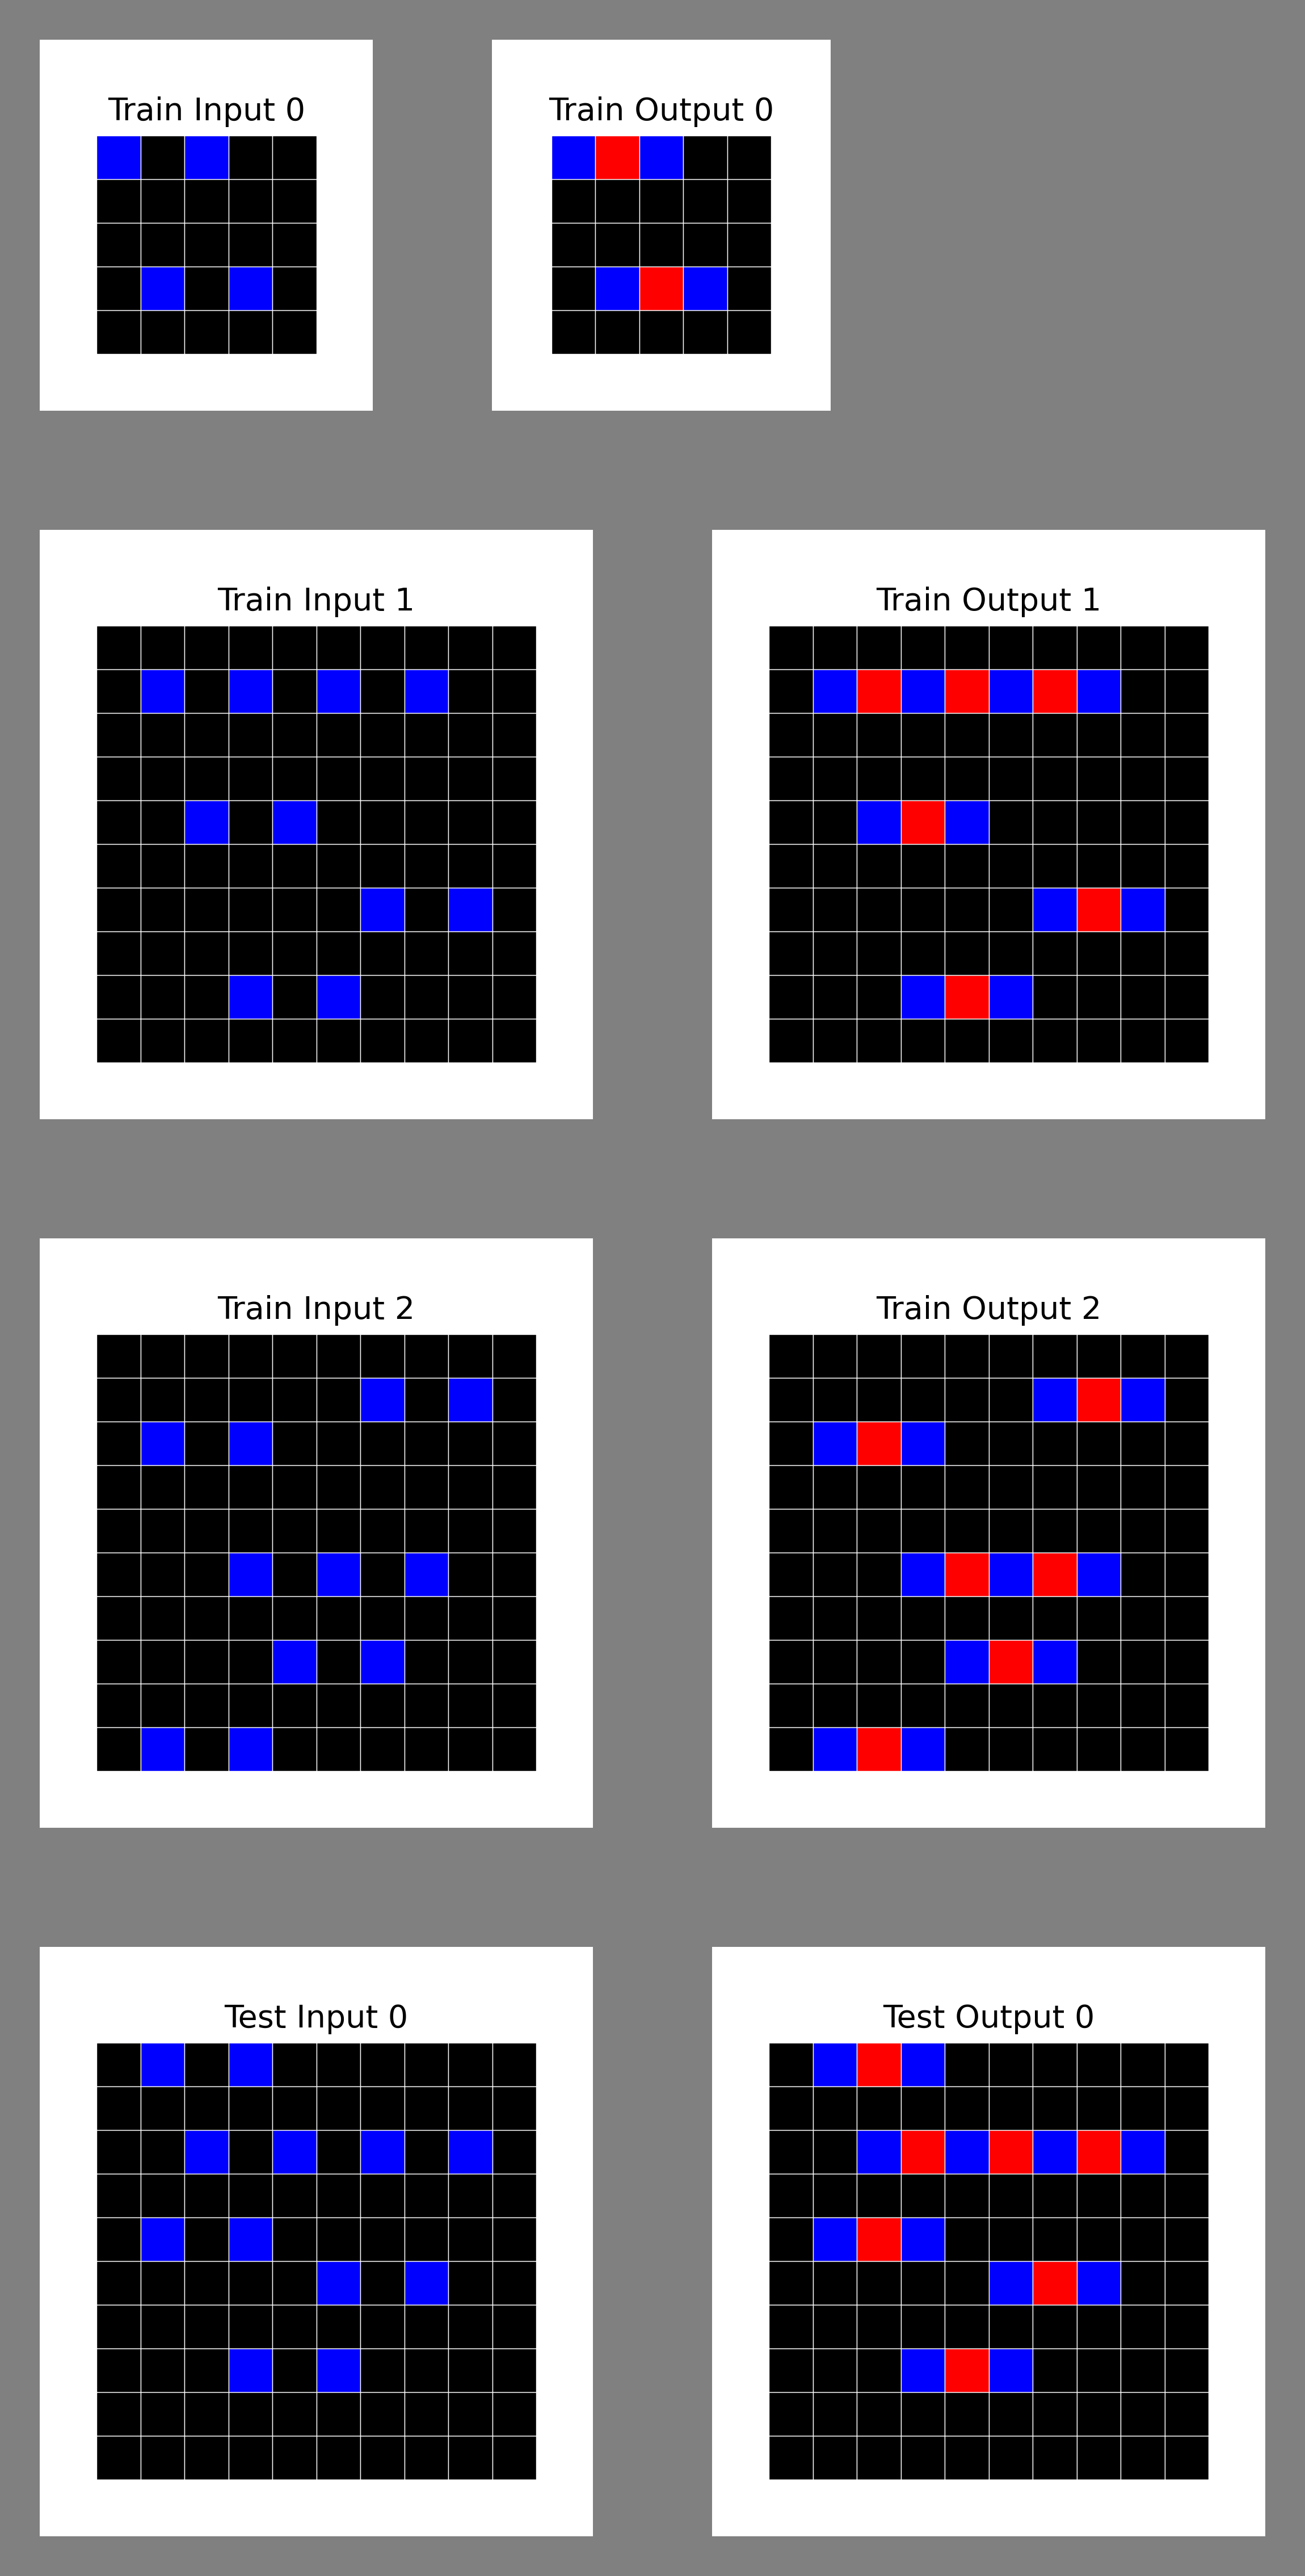 Train Input 0
Train Output 0
Train Input 1
Train Output 1
Train Input 2
Train Output 2
Test Input 0
Test Output 0